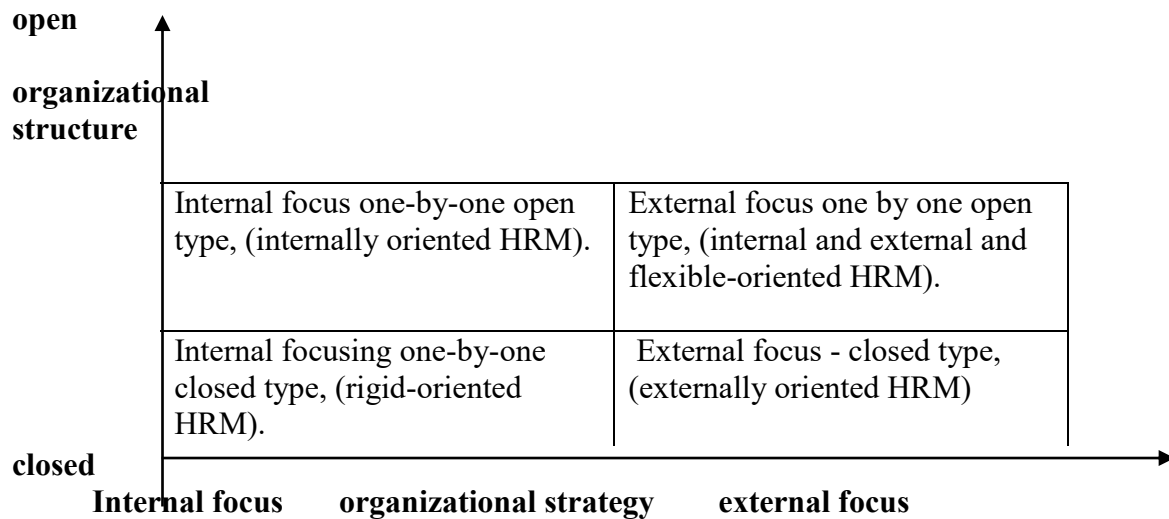 open
organizational
structure
Internal focus one-by-one open
type, (internally oriented HRM).
External focus one by one open
type, (internal and external and
flexible-oriented HRM).
Internal focusing one-by-one
closed type, (rigid-oriented
HRM).
External focus - closed type,
(externally oriented HRM)
closed
Internal focus organizational strategy external focus